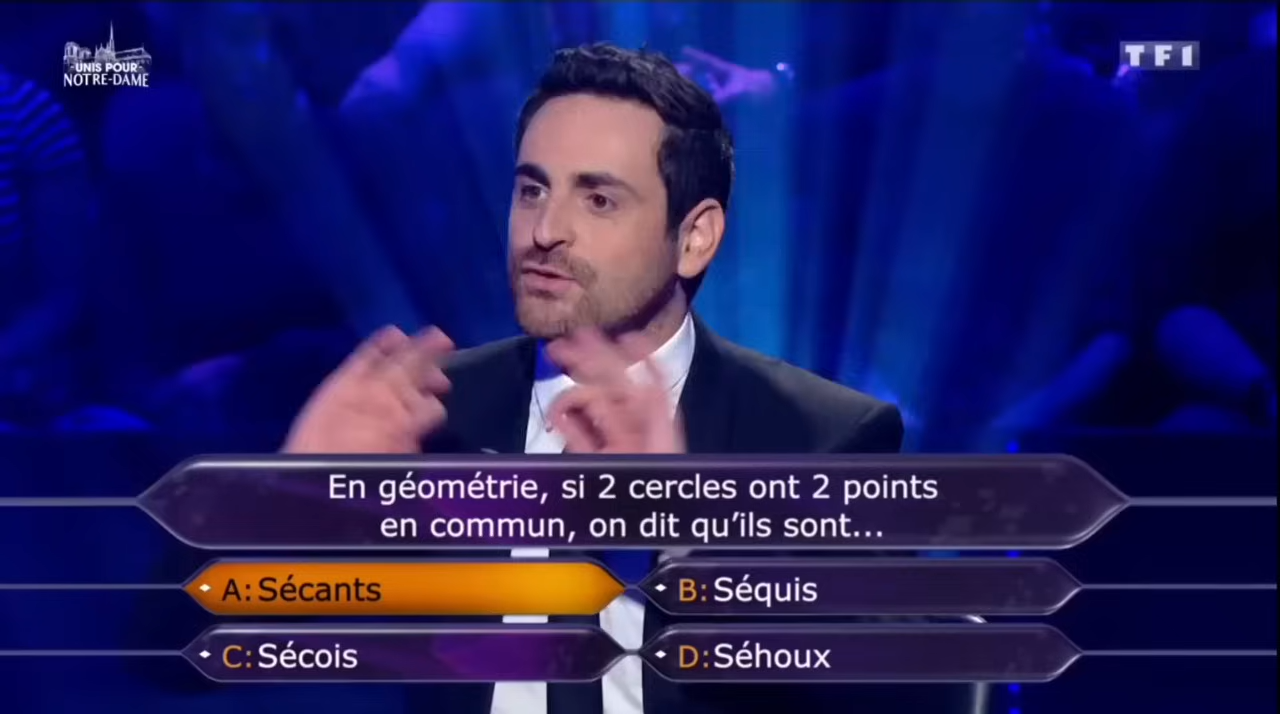 UNIS POUR
NOTRE-DAME
TF1
En géométrie, si 2 cercles ont 2 points
en commun, on dit qu'ils sont...
A: Sécants
B: Séquis
C: Sécois
D: Séhoux